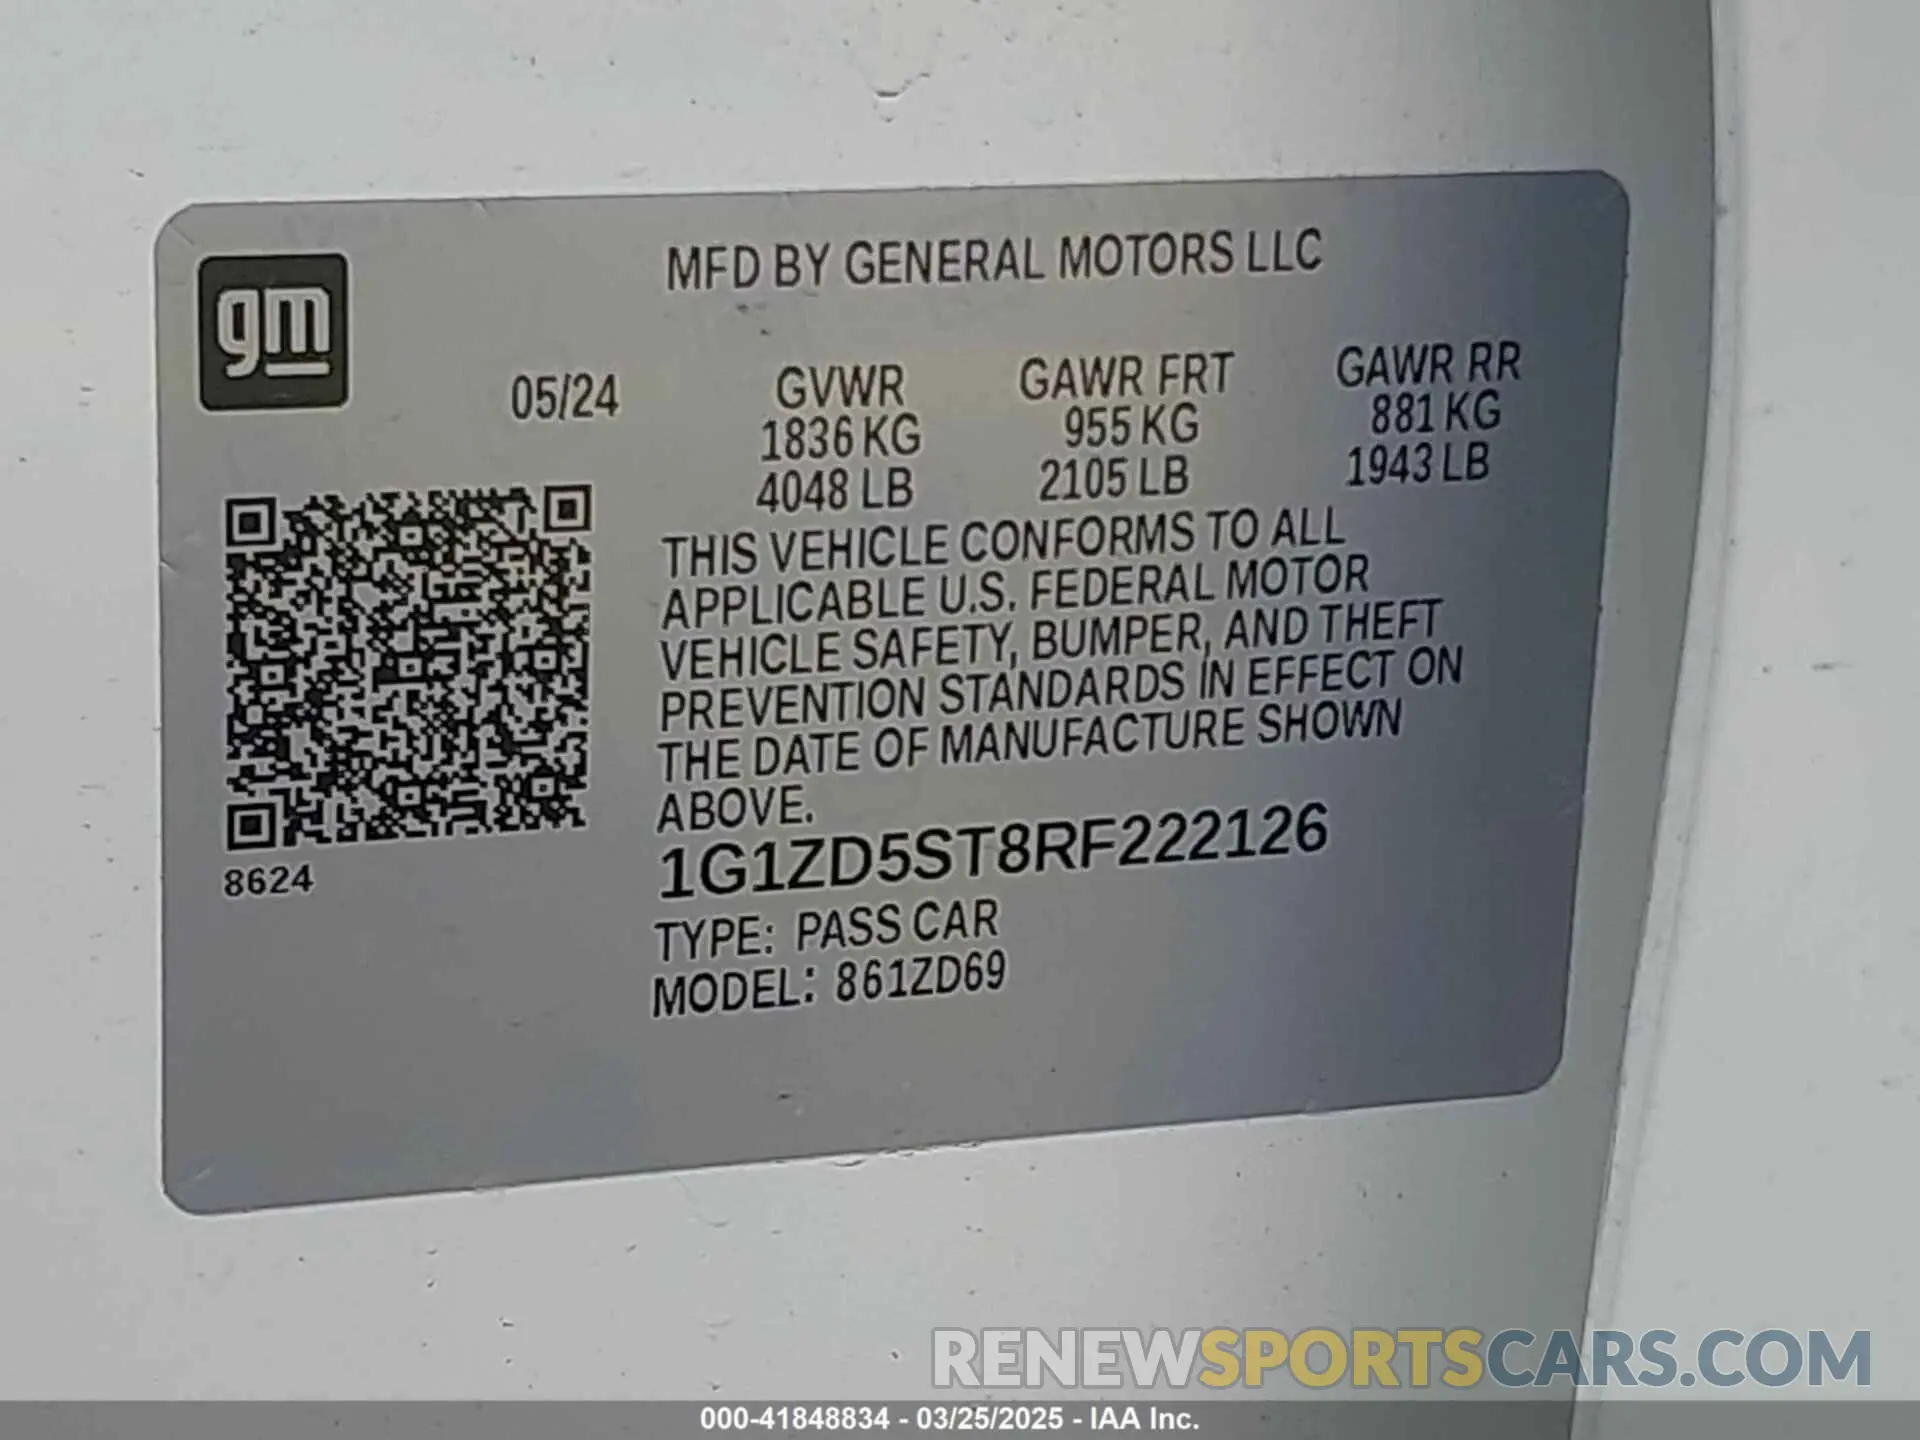 gm
MFD BY GENERAL MOTORS LLC
05/24 GVWR GAWR FRT GAWR RR
1836 KG 955 KG 881 KG
4048 LB 2105 LB 1943 LB
THIS VEHICLE CONFORMS TO ALL
APPLICABLE U.S. FEDERAL MOTOR
VEHICLE SAFETY, BUMPER, AND THEFT
PREVENTION STANDARDS IN EFFECT ON
THE DATE OF MANUFACTURE SHOWN
ABOVE.
8624
1G1ZD5ST8RF222126
TYPE: PASS CAR
MODEL: 861ZD69
RENEWSPORTSCARS.COM
000-41848834 - 03/25/2025 - IAA Inc.